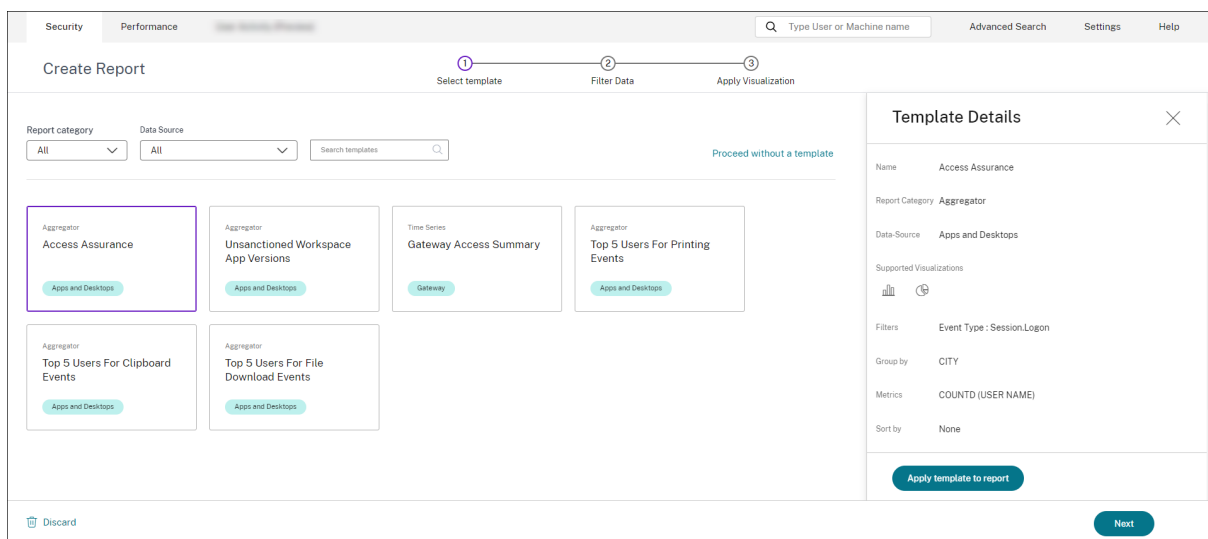 Security Performance
Type User or Machine name Advanced Search Settings Help
Create Report
1 2 3
Select template Filter Data Apply Visualization
Report category Data Source
All All Search templates
Proceed without a template
Aggregator
Access Assurance
Apps and Desktops
Aggregator
Unsanctioned Workspace
App Versions
Apps and Desktops
Time Series
Gateway Access Summary
Gateway
Aggregator
Top 5 Users For Printing
Events
Apps and Desktops
Aggregator
Top 5 Users For Clipboard
Events
Apps and Desktops
Aggregator
Top 5 Users For File
Download Events
Apps and Desktops
Template Details
Name Access Assurance
Report Category Aggregator
Data-Source Apps and Desktops
Supported Visualizations
Filters Event Type : Session.Logon
Group by CITY
Metrics COUNTD (USER NAME)
Sort by None
Apply template to report
Discard
Next